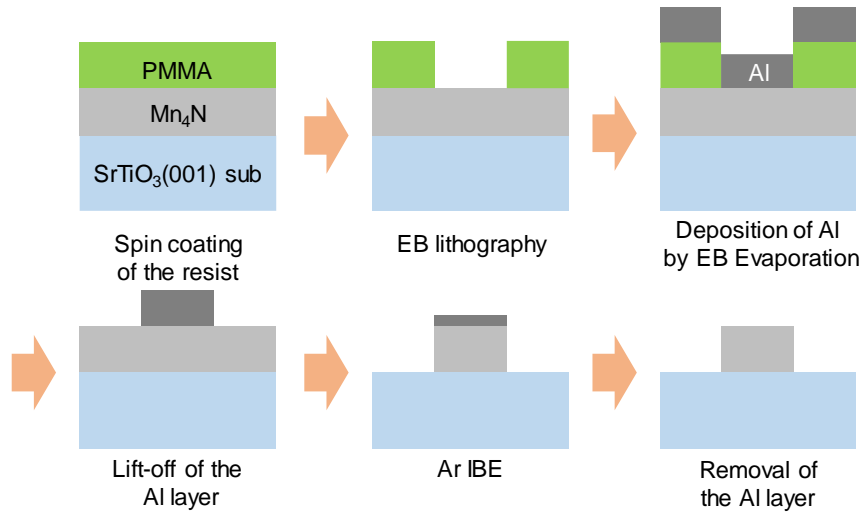 PMMA
Mn₄N
SrTiO₃(001) sub
Spin coating
of the resist
EB lithography
Al
Deposition of Al
by EB Evaporation
Lift-off of the
Al layer
Ar IBE
Removal of
the Al layer